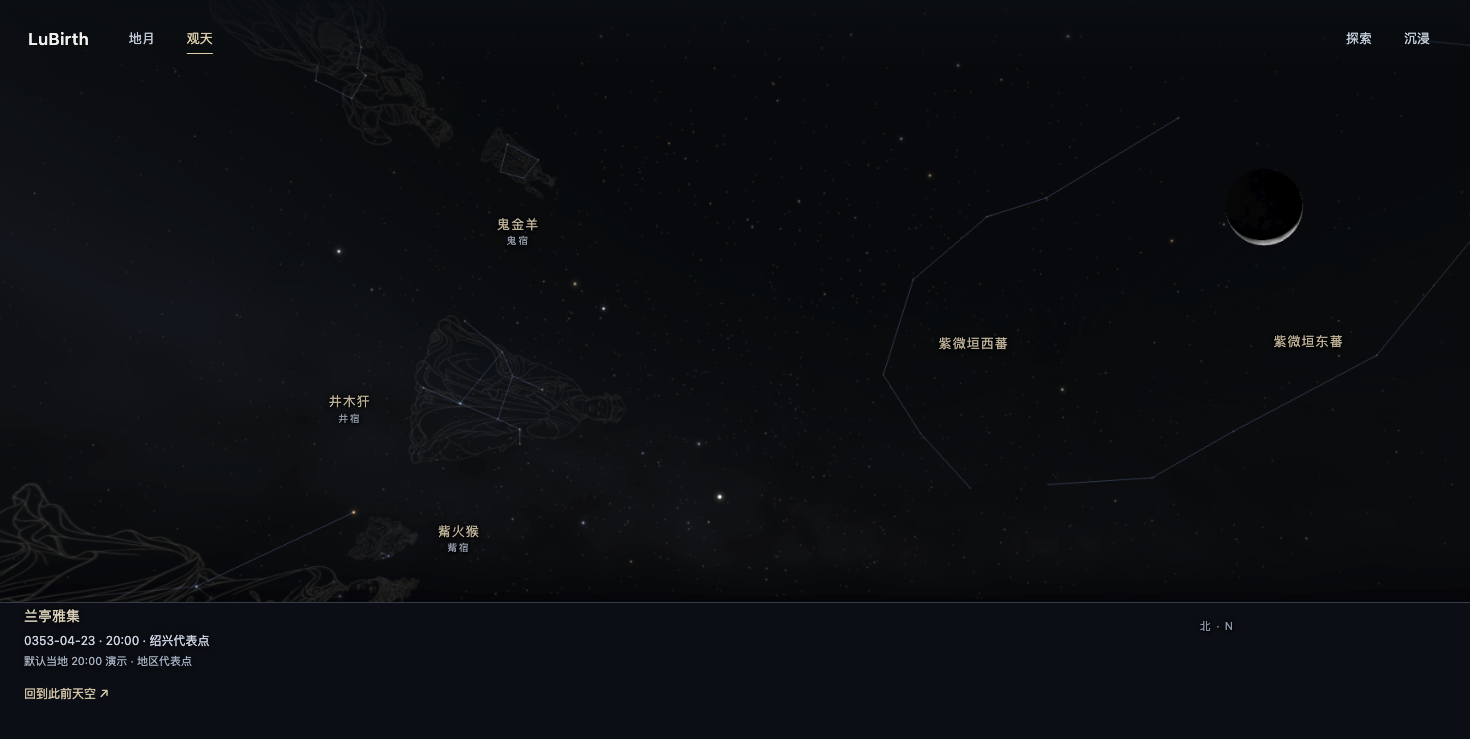 LuBirth
地月
观天
探索
沉浸
鬼金羊
鬼宿
紫微垣西蕃
紫微垣东蕃
井木犴
井宿
觜火猴
觜宿
兰亭雅集
0353-04-23 · 20:00 · 绍兴代表点
默认当地 20:00 演示 · 地区代表点
回到此前天空 ↗
北 · N